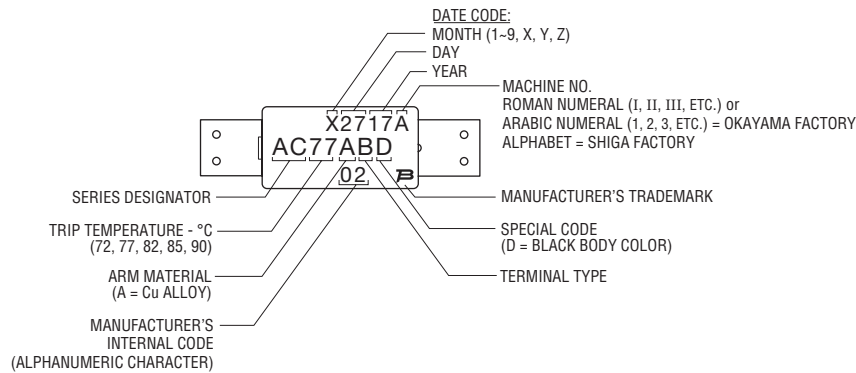 DATE CODE:
MONTH (1~9, X, Y, Z)
DAY
YEAR
MACHINE NO.
ROMAN NUMERAL (I, II, III, ETC.) or
ARABIC NUMERAL (1, 2, 3, ETC.) = OKAYAMA FACTORY
ALPHABET = SHIGA FACTORY
X2717A
AC77ABD
02
B
SERIES DESIGNATOR
MANUFACTURER'S TRADEMARK
TRIP TEMPERATURE - °C
(72, 77, 82, 85, 90)
SPECIAL CODE
(D = BLACK BODY COLOR)
ARM MATERIAL
(A = Cu ALLOY)
TERMINAL TYPE
MANUFACTURER'S
INTERNAL CODE
(ALPHANUMERIC CHARACTER)